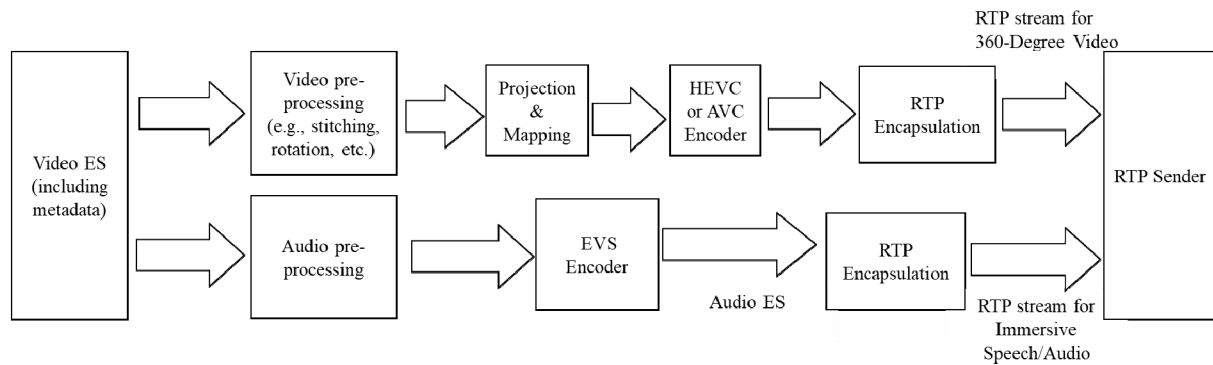 RTP stream for
360-Degree Video
Video ES
(including
metadata)
Video pre-
processing
(e.g., stitching,
rotation, etc.)
Projection
&
Mapping
HEVC
or AVC
Encoder
RTP
Encapsulation
RTP Sender
Audio pre-
processing
EVS
Encoder
Audio ES
RTP
Encapsulation
RTP stream for
Immersive
Speech/Audio